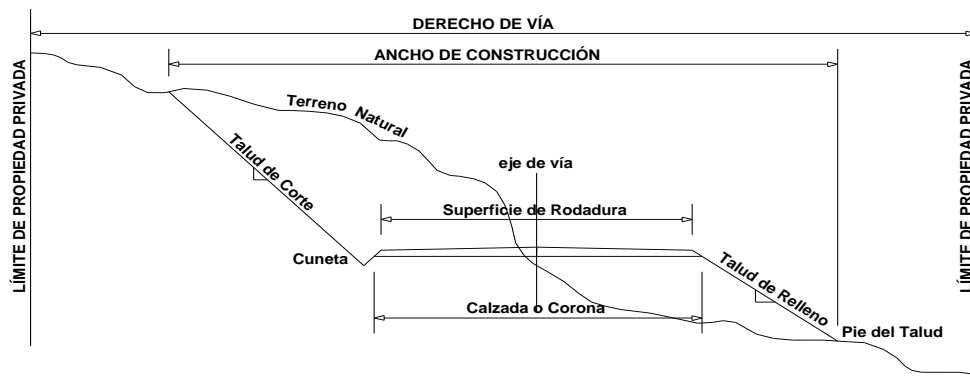 DERECHO DE VÍA
ANCHO DE CONSTRUCCIÓN
LÍMITE DE PROPIEDAD PRIVADA
Terreno Natural
Talud de Corte
eje de vía
Superficie de Rodadura
Cuneta
Calzada o Corona
Talud de Relleno
Pie del Talud
LÍMITE DE PROPIEDAD PRIVADA